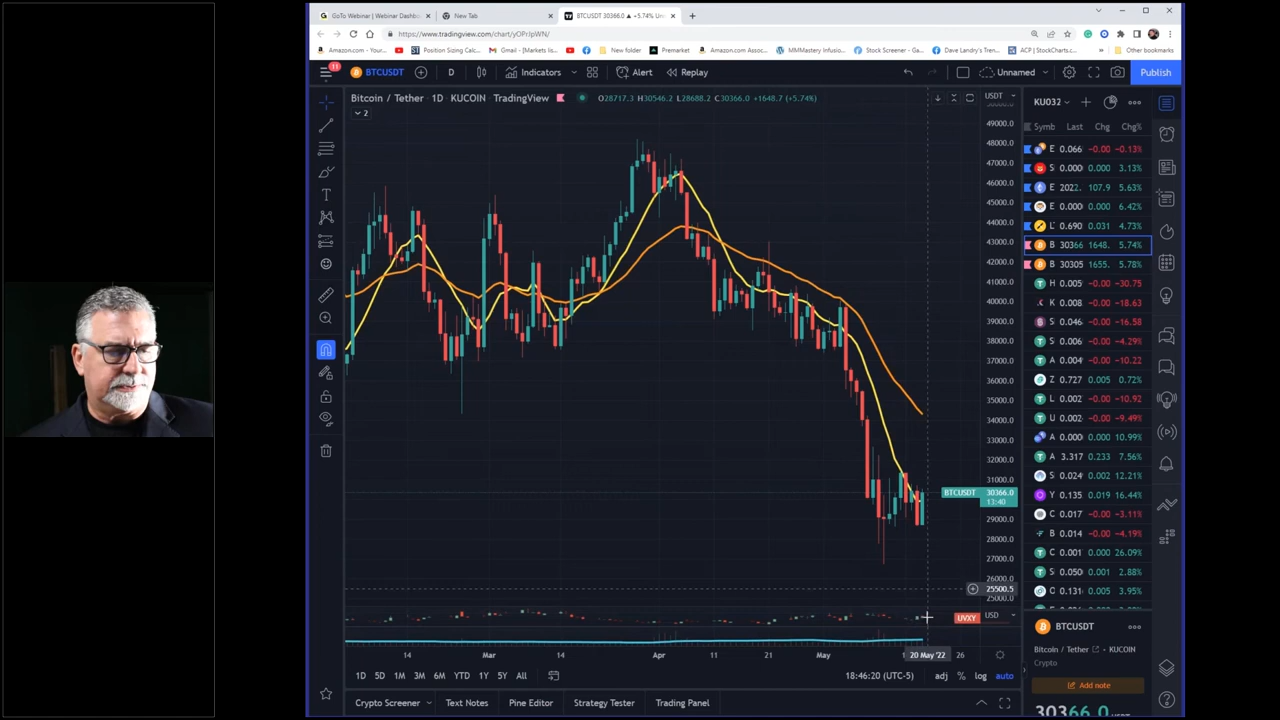 GoTo Webinar | Webinar Dashb
New Tab
BTCUSDT 30366.0 ▲ +5.74% Un
https://www.tradingview.com/chart/yOPrJpWN/
Amazon.com - Your...
Position Sizing Calc...
Gmail - [Markets lis...
New folder
Premarket
Amazon.com Assoc...
MMMastery Infusio...
Stock Screener - Ga...
Dave Landry's Tren...
ACP | StockCharts.c...
Other bookmarks
11
BTCUSDT
D
Indicators
Alert
Replay
Unnamed
Publish
Bitcoin / Tether · 1D · KUCOIN · TradingView
O28717.3 H30546.2 L28688.2 C30366.0 +1648.7 (+5.74%)
2
USDT
49000.0
48000.0
47000.0
46000.0
45000.0
44000.0
43000.0
42000.0
41000.0
40000.0
39000.0
38000.0
37000.0
36000.0
35000.0
34000.0
33000.0
32000.0
31000.0
BTCUSDT 30366.0
13:40
29000.0
28000.0
27000.0
26000.0
25500.5
25000.0
UVXY
USD
14
Mar
14
Apr
11
21
May
20 May '22
26
1D 5D 1M 3M 6M YTD 1Y 5Y All
18:46:20 (UTC-5)
adj % log auto
Crypto Screener
Text Notes
Pine Editor
Strategy Tester
Trading Panel
KU032
Symb Last Chg Chg%
E 0.066 -0.00 -0.13%
S 0.000 0.000 3.13%
E 2022. 107.9 5.63%
E 0.000 0.000 6.42%
L 0.690 0.031 4.73%
B 30366 1648. 5.74%
B 30305 1655. 5.78%
H 0.000 -0.00 -30.75
K 0.008 -0.00 -18.63
S 0.046 -0.00 -16.58
S 0.006 -0.00 -4.29%
A 0.004 -0.00 -10.22
Z 0.727 0.005 0.72%
L 0.002 -0.00 -10.92
U 0.002 -0.00 -9.49%
A 0.000 0.000 10.99%
A 3.317 0.233 7.56%
S 0.024 0.002 12.21%
Y 0.135 0.019 16.44%
C 0.017 -0.00 -3.11%
B 0.014 -0.00 -4.19%
C 0.001 0.000 26.09%
S 0.050 0.001 2.88%
O 0.131 0.005 3.95%
BTCUSDT
Bitcoin / Tether · KUCOIN
Crypto
Add note
30366.0